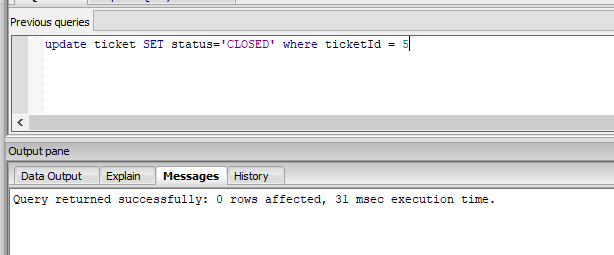 Previous queries
update ticket SET status='CLOSED' where ticketId = 5
Output pane
Data Output Explain Messages History
Query returned successfully: 0 rows affected, 31 msec execution time.